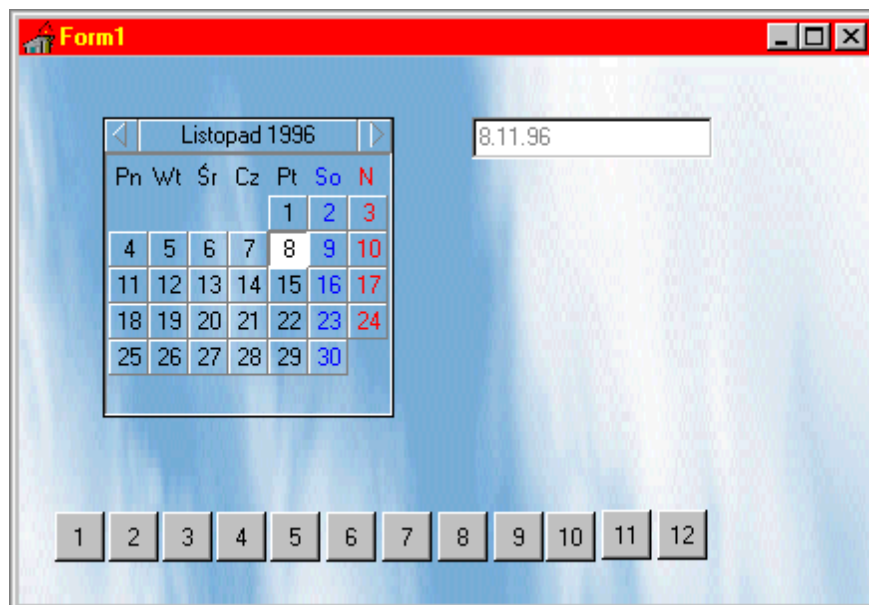 Form1
Listopad 1996
8.11.96
Pn Wt Śr Cz Pt So N
1 2 3
4 5 6 7 8 9 10
11 12 13 14 15 16 17
18 19 20 21 22 23 24
25 26 27 28 29 30
1 2 3 4 5 6 7 8 9 10 11 12